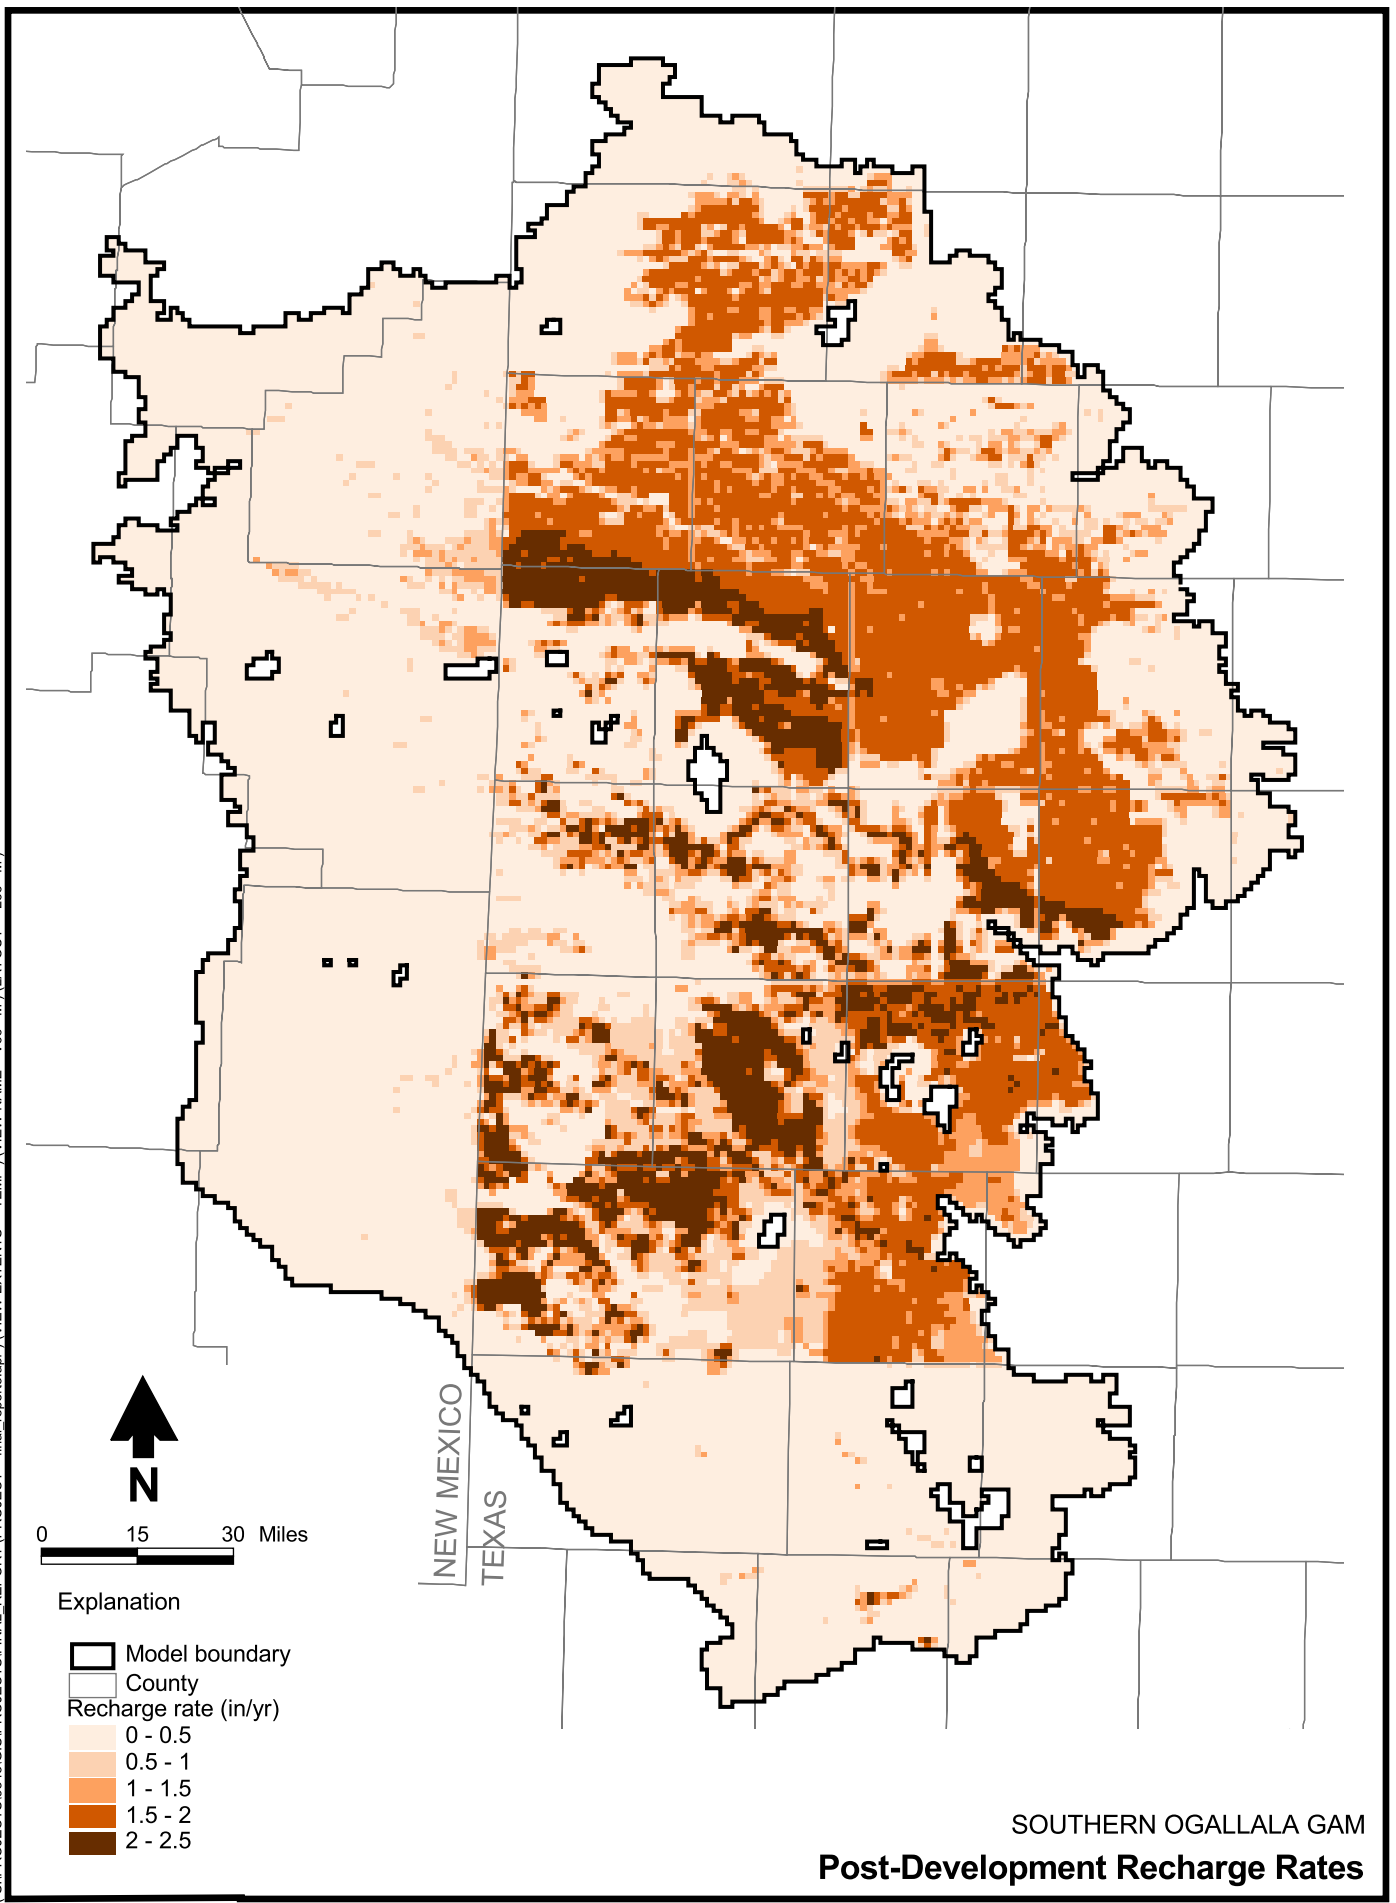 NEW MEXICO
TEXAS
N
0 15 30 Miles
Explanation
Model boundary
County
Recharge rate (in/yr)
0 - 0.5
0.5 - 1
1 - 1.5
1.5 - 2
2 - 2.5
SOUTHERN OGALLALA GAM
Post-Development Recharge Rates